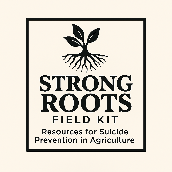 STRONG
ROOTS
FIELD KIT
Resources for Suicide
Prevention in Agriculture